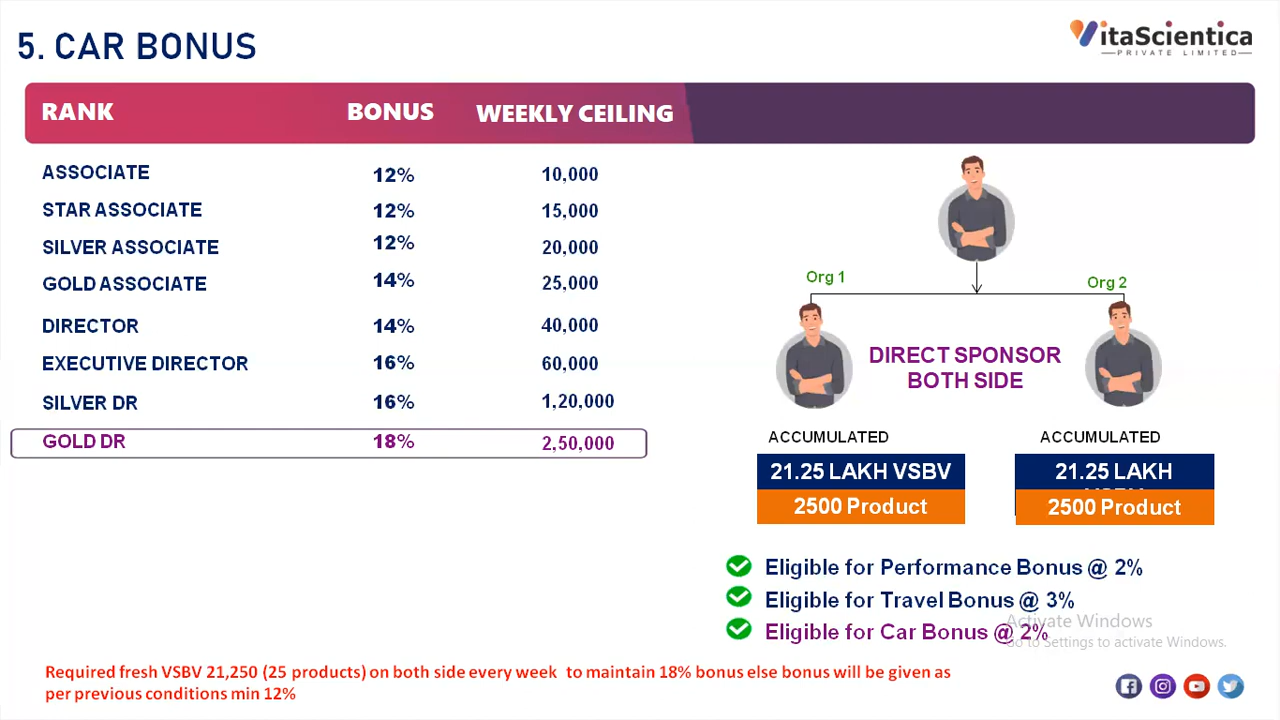 5. CAR BONUS
VitaScientica
PRIVATE LIMITED
RANK BONUS WEEKLY CEILING
ASSOCIATE 12% 10,000
STAR ASSOCIATE 12% 15,000
SILVER ASSOCIATE 12% 20,000
GOLD ASSOCIATE 14% 25,000
DIRECTOR 14% 40,000
EXECUTIVE DIRECTOR 16% 60,000
SILVER DR 16% 1,20,000
GOLD DR 18% 2,50,000
Org 1 Org 2
DIRECT SPONSOR
BOTH SIDE
ACCUMULATED ACCUMULATED
21.25 LAKH VSBV 21.25 LAKH
2500 Product 2500 Product
Eligible for Performance Bonus @ 2%
Eligible for Travel Bonus @ 3%
Eligible for Car Bonus @ 2%
Activate Windows
Go to Settings to activate Windows.
Required fresh VSBV 21,250 (25 products) on both side every week to maintain 18% bonus else bonus will be given as
per previous conditions min 12%